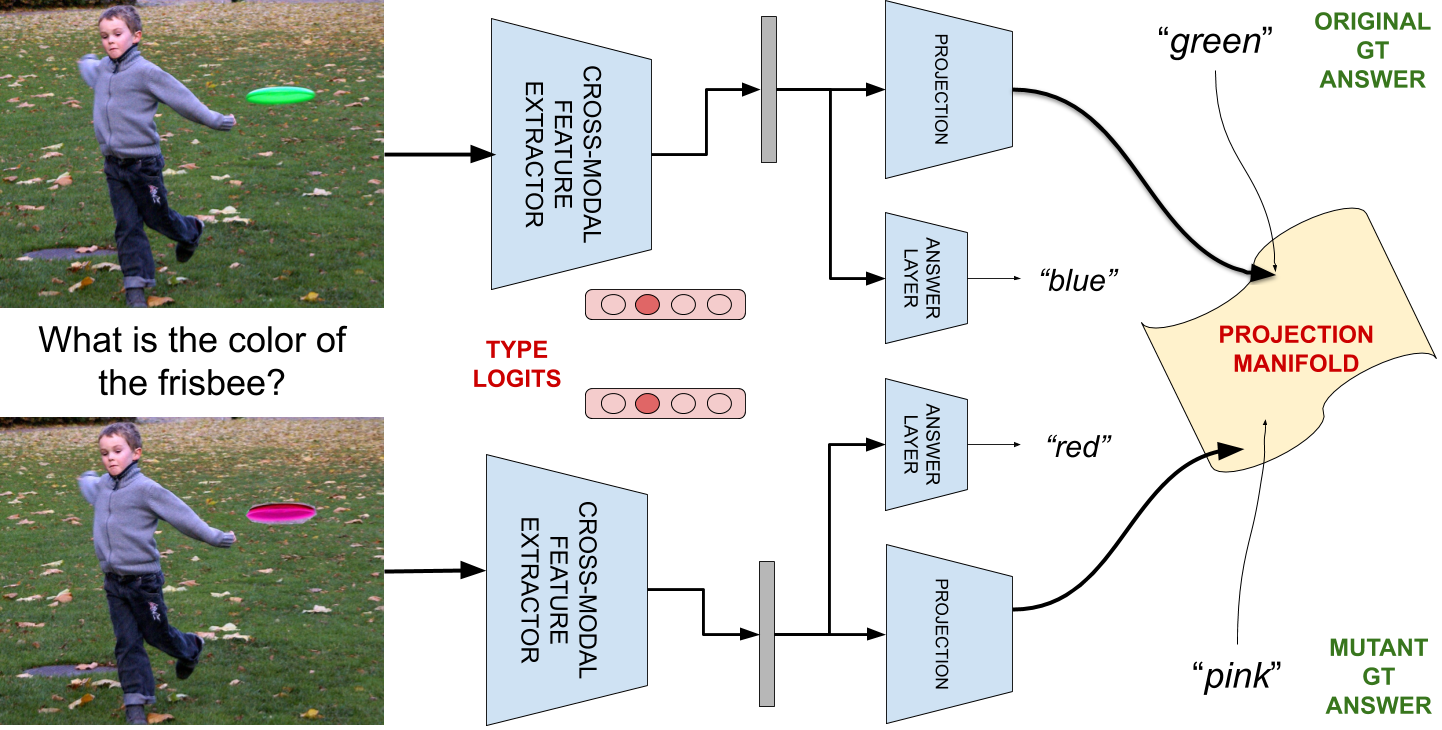 CROSS-MODAL
FEATURE
EXTRACTOR
PROJECTION
“green”
ORIGINAL
GT
ANSWER
ANSWER
LAYER
“blue”
What is the color of
the frisbee?
TYPE
LOGITS
PROJECTION
MANIFOLD
ANSWER
LAYER
“red”
CROSS-MODAL
FEATURE
EXTRACTOR
PROJECTION
“pink”
MUTANT
GT
ANSWER